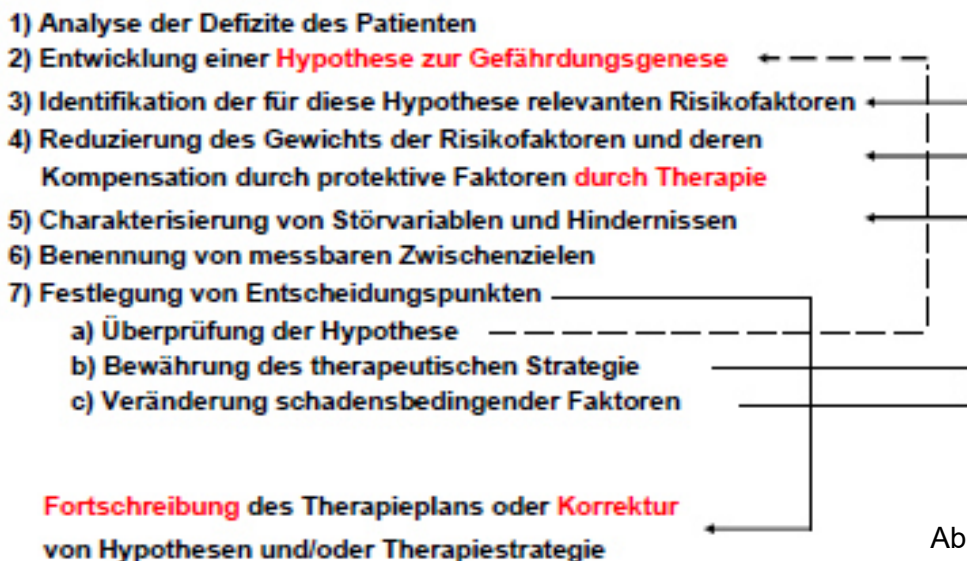 1) Analyse der Defizite des Patienten
2) Entwicklung einer Hypothese zur Gefährdungsgenese
3) Identifikation der für diese Hypothese relevanten Risikofaktoren
4) Reduzierung des Gewichts der Risikofaktoren und deren
Kompensation durch protektive Faktoren durch Therapie
5) Charakterisierung von Störvariablen und Hindernissen
6) Benennung von messbaren Zwischenzielen
7) Festlegung von Entscheidungspunkten
a) Überprüfung der Hypothese
b) Bewährung des therapeutischen Strategie
c) Veränderung schadensbedingender Faktoren
Fortschreibung des Therapieplans oder Korrektur
von Hypothesen und/oder Therapiestrategie
Ab